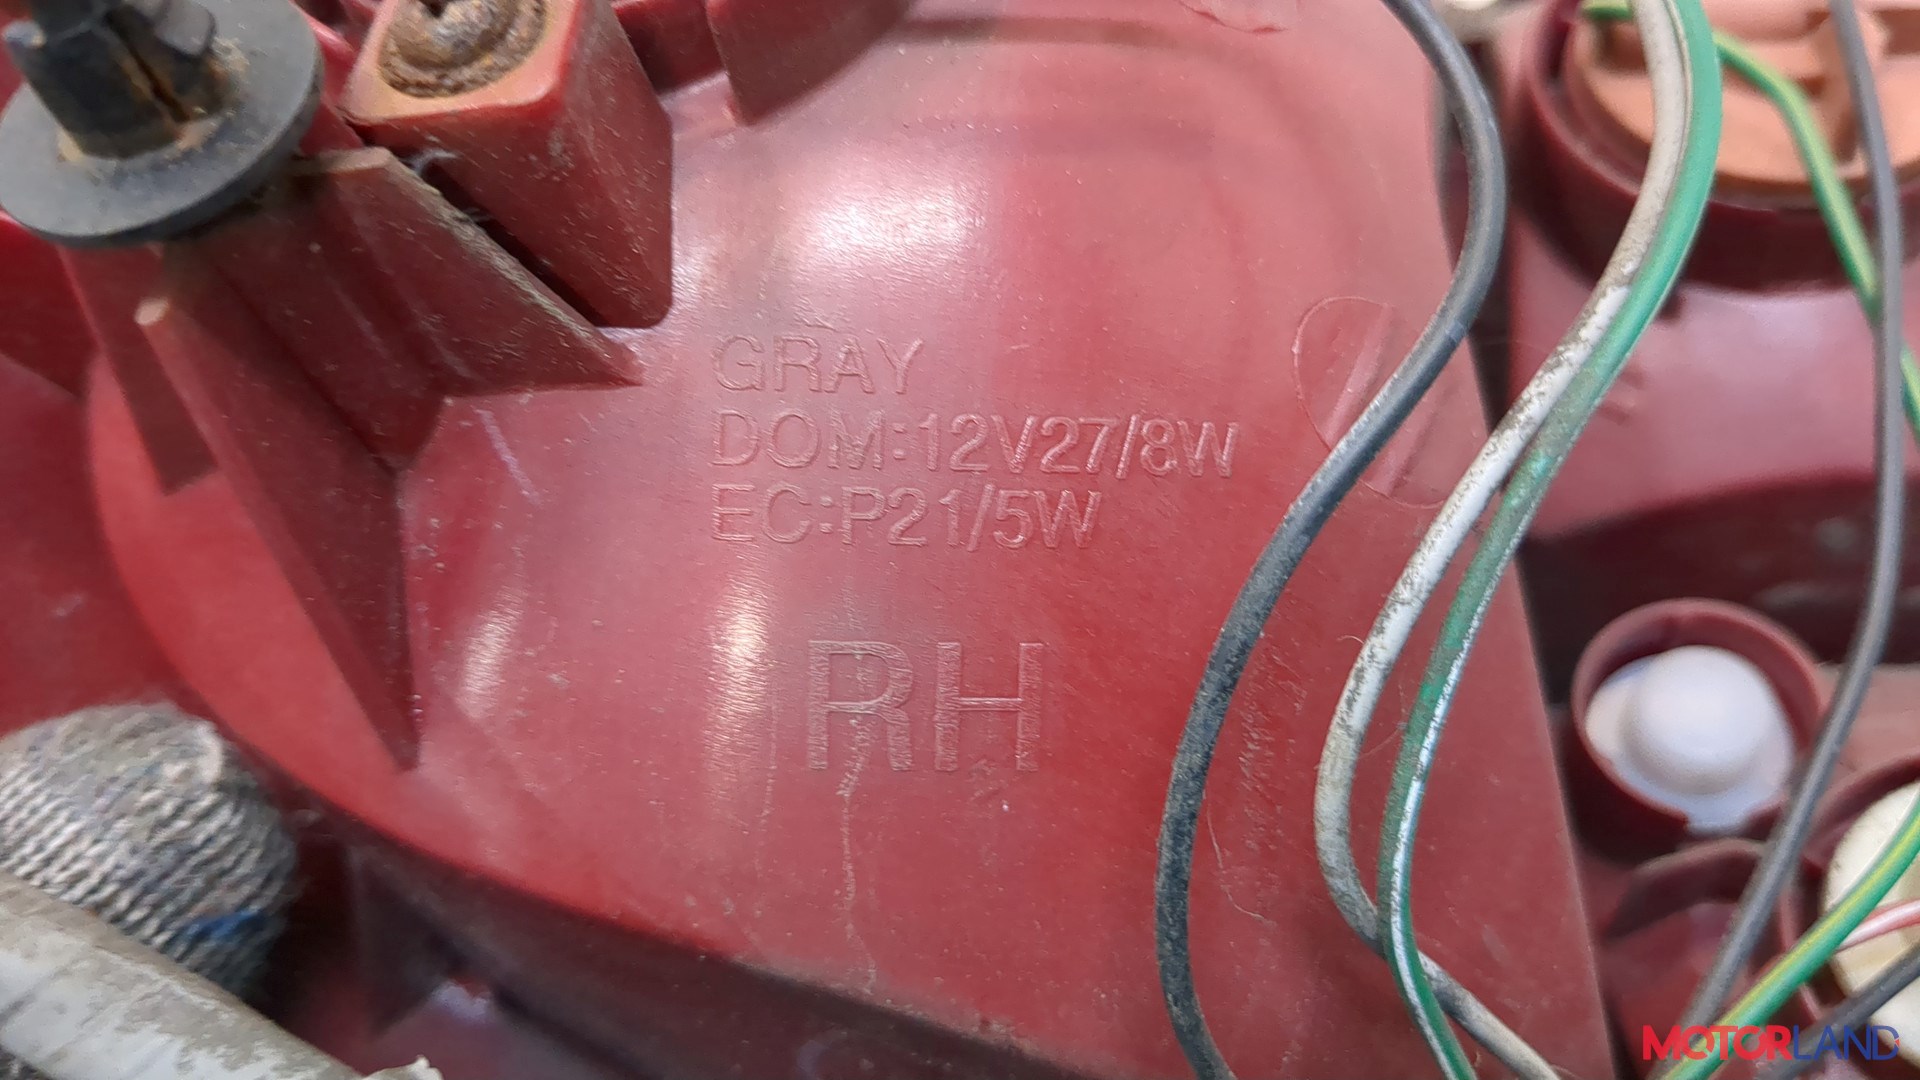 GRAY
DOM:12V27/8W
EC:P21/5W
RH
MOTORLAND